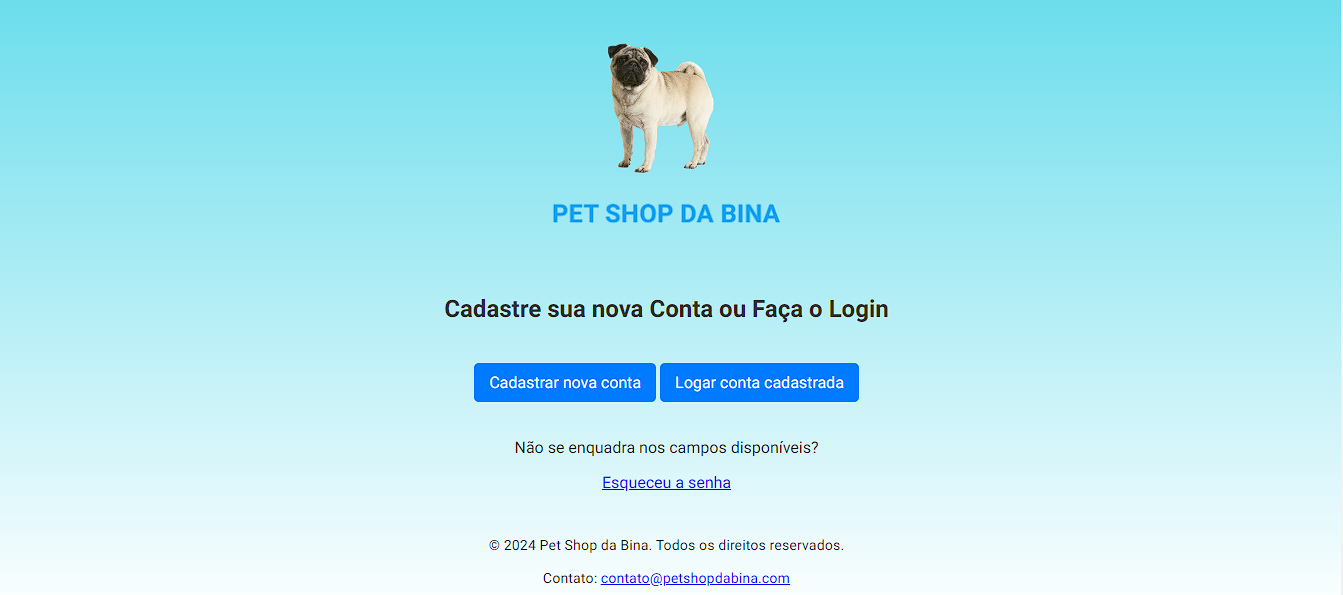 PET SHOP DA BINA
Cadastre sua nova Conta ou Faça o Login
Cadastrar nova conta
Logar conta cadastrada
Não se enquadra nos campos disponíveis?
Esqueceu a senha
© 2024 Pet Shop da Bina. Todos os direitos reservados.
Contato: contato@petshopdabina.com